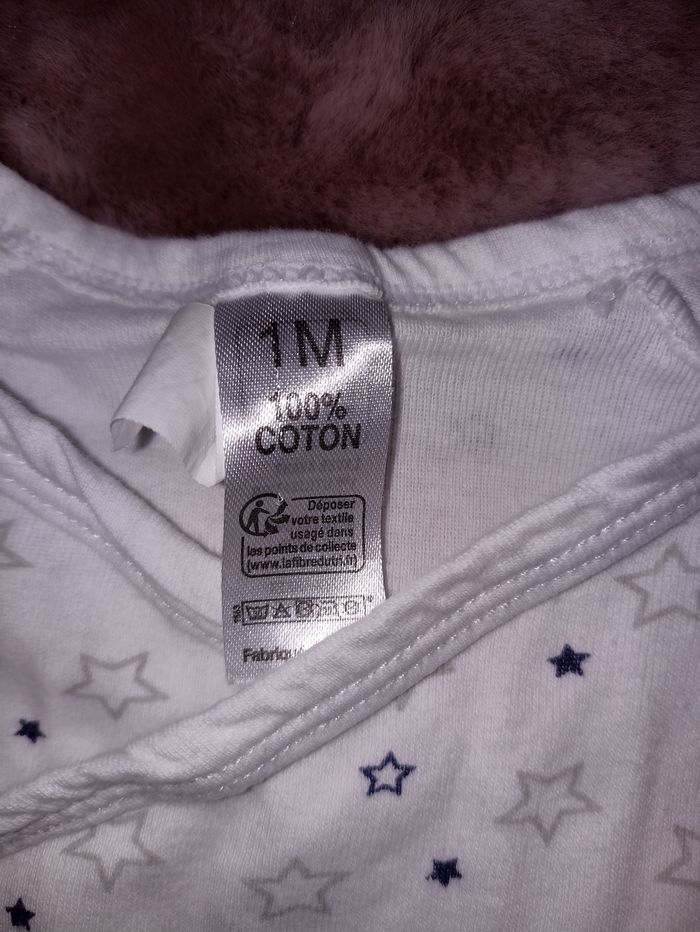 1M
100%
COTON
Déposer
votre textile
usagé dans
les points de collecte
(www.lafibredutri.fr)